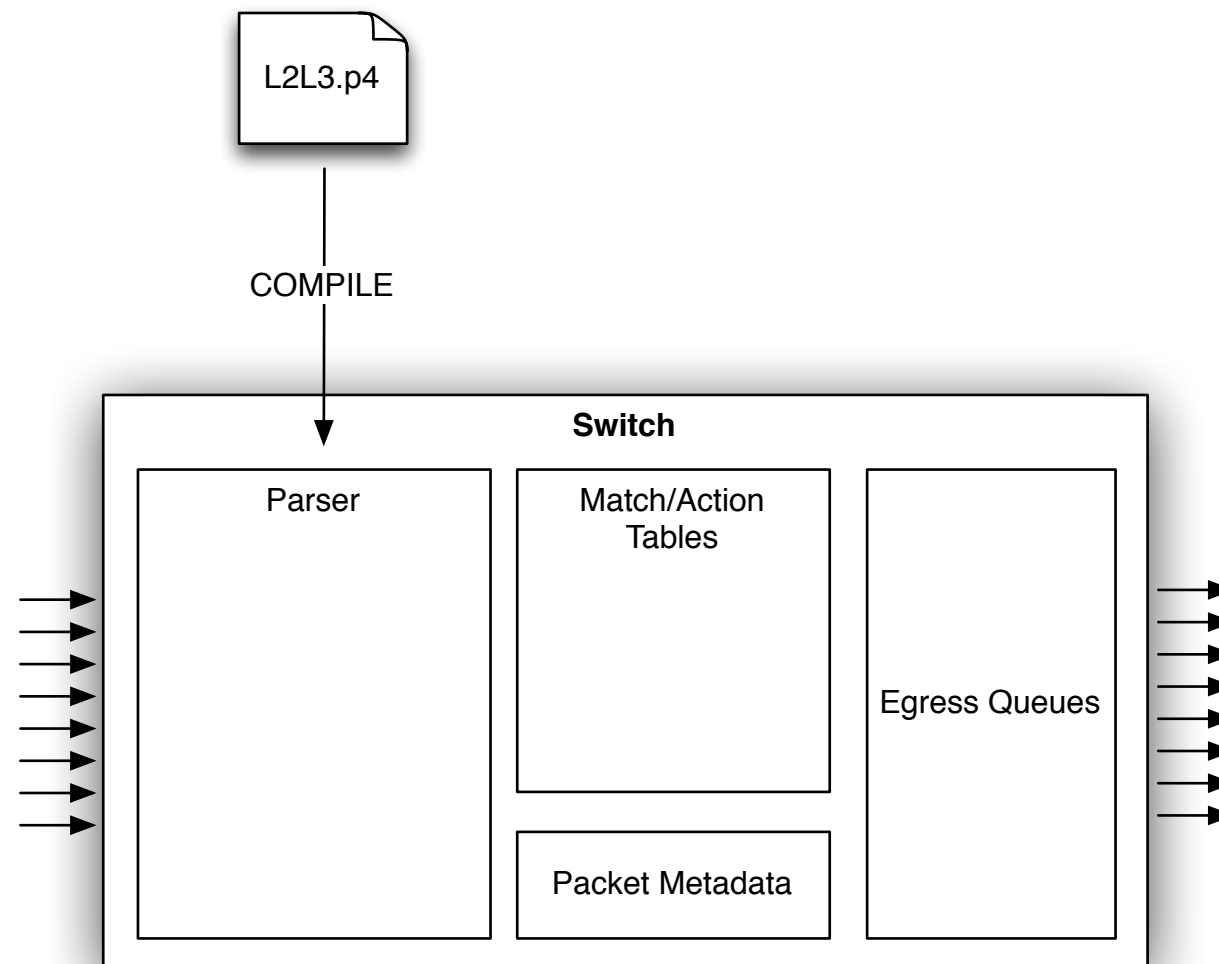 L2L3.p4
COMPILE
Switch
Parser
Match/Action
Tables
Egress Queues
Packet Metadata